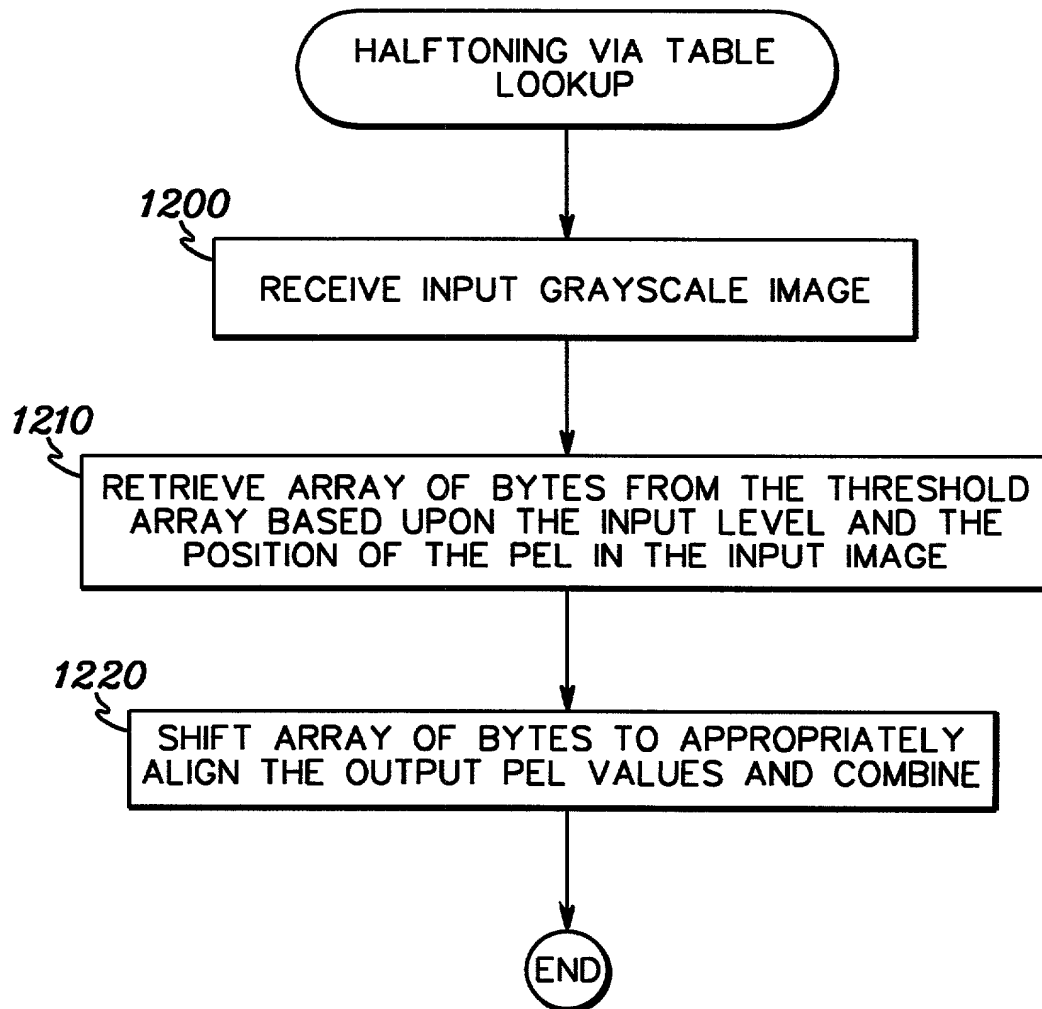 HALFTONING VIA TABLE
LOOKUP
1200
RECEIVE INPUT GRAYSCALE IMAGE
1210
RETRIEVE ARRAY OF BYTES FROM THE THRESHOLD
ARRAY BASED UPON THE INPUT LEVEL AND THE
POSITION OF THE PEL IN THE INPUT IMAGE
1220
SHIFT ARRAY OF BYTES TO APPROPRIATELY
ALIGN THE OUTPUT PEL VALUES AND COMBINE
END